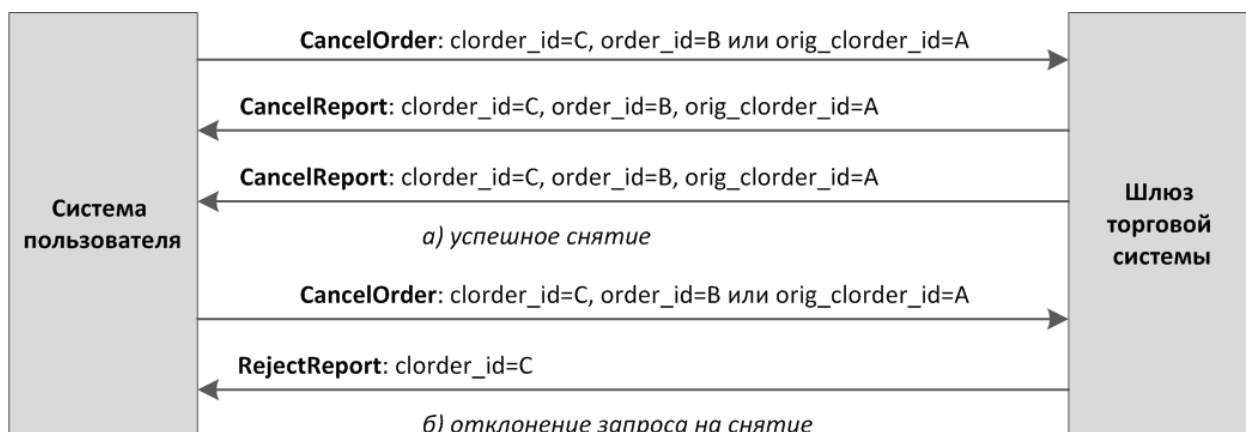 CancelOrder: clorder_id=C, order_id=B или orig_clorder_id=A
CancelReport: clorder_id=C, order_id=B, orig_clorder_id=A
CancelReport: clorder_id=C, order_id=B, orig_clorder_id=A
Система
пользователя
Шлюз
торговой
системы
а) успешное снятие
CancelOrder: clorder_id=C, order_id=B или orig_clorder_id=A
RejectReport: clorder_id=C
б) отклонение запроса на снятие